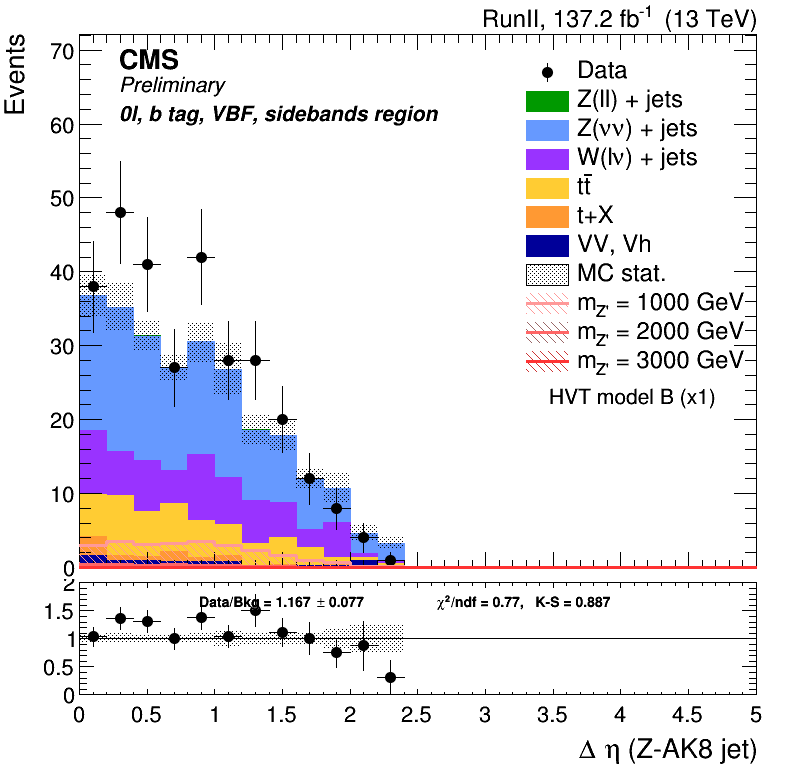 RunII, 137.2 fb⁻¹ (13 TeV)
Events
CMS
Preliminary
0l, b tag, VBF, sidebands region
Data
Z(ll) + jets
Z(νν) + jets
W(lν) + jets
tt̄
t+X
VV, Vh
MC stat.
m_Z' = 1000 GeV
m_Z' = 2000 GeV
m_Z' = 3000 GeV
HVT model B (x1)
70
60
50
40
30
20
10
0
Data/Bkg = 1.167 ± 0.077
χ²/ndf = 0.77, K-S = 0.887
2
1.5
1
0.5
0
0 0.5 1 1.5 2 2.5 3 3.5 4 4.5 5
Δ η (Z-AK8 jet)